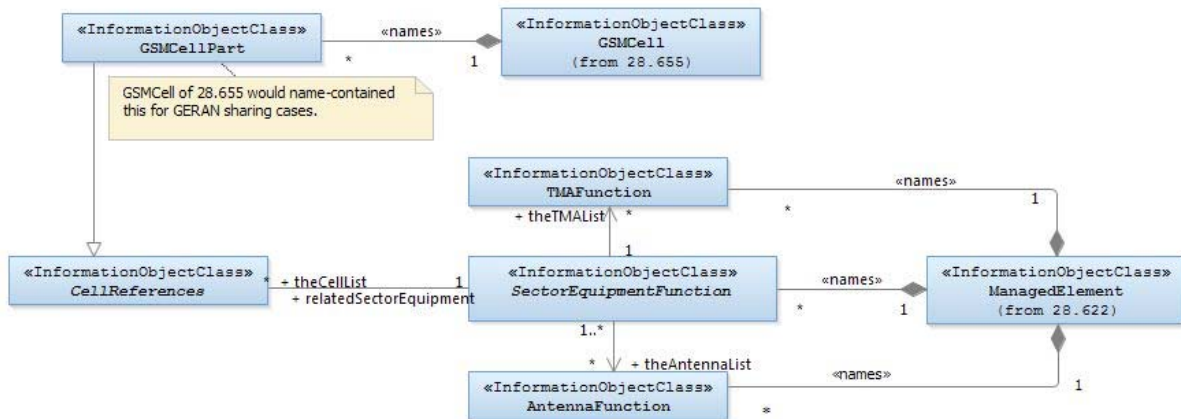 «InformationObjectClass»
GSMCellPart
«names»
*
1
«InformationObjectClass»
GSMCell
(from 28.655)
GSMCell of 28.655 would name-contained
this for GERAN sharing cases.
«InformationObjectClass»
TMAFunction
«names»
*
1
+ theTMAList
*
1
«InformationObjectClass»
CellReferences
*
+ theCellList
+ relatedSectorEquipment
1
«InformationObjectClass»
SectorEquipmentFunction
«names»
*
1
«InformationObjectClass»
ManagedElement
(from 28.622)
1..*
*
+ theAntennaList
«InformationObjectClass»
AntennaFunction
«names»
*
1